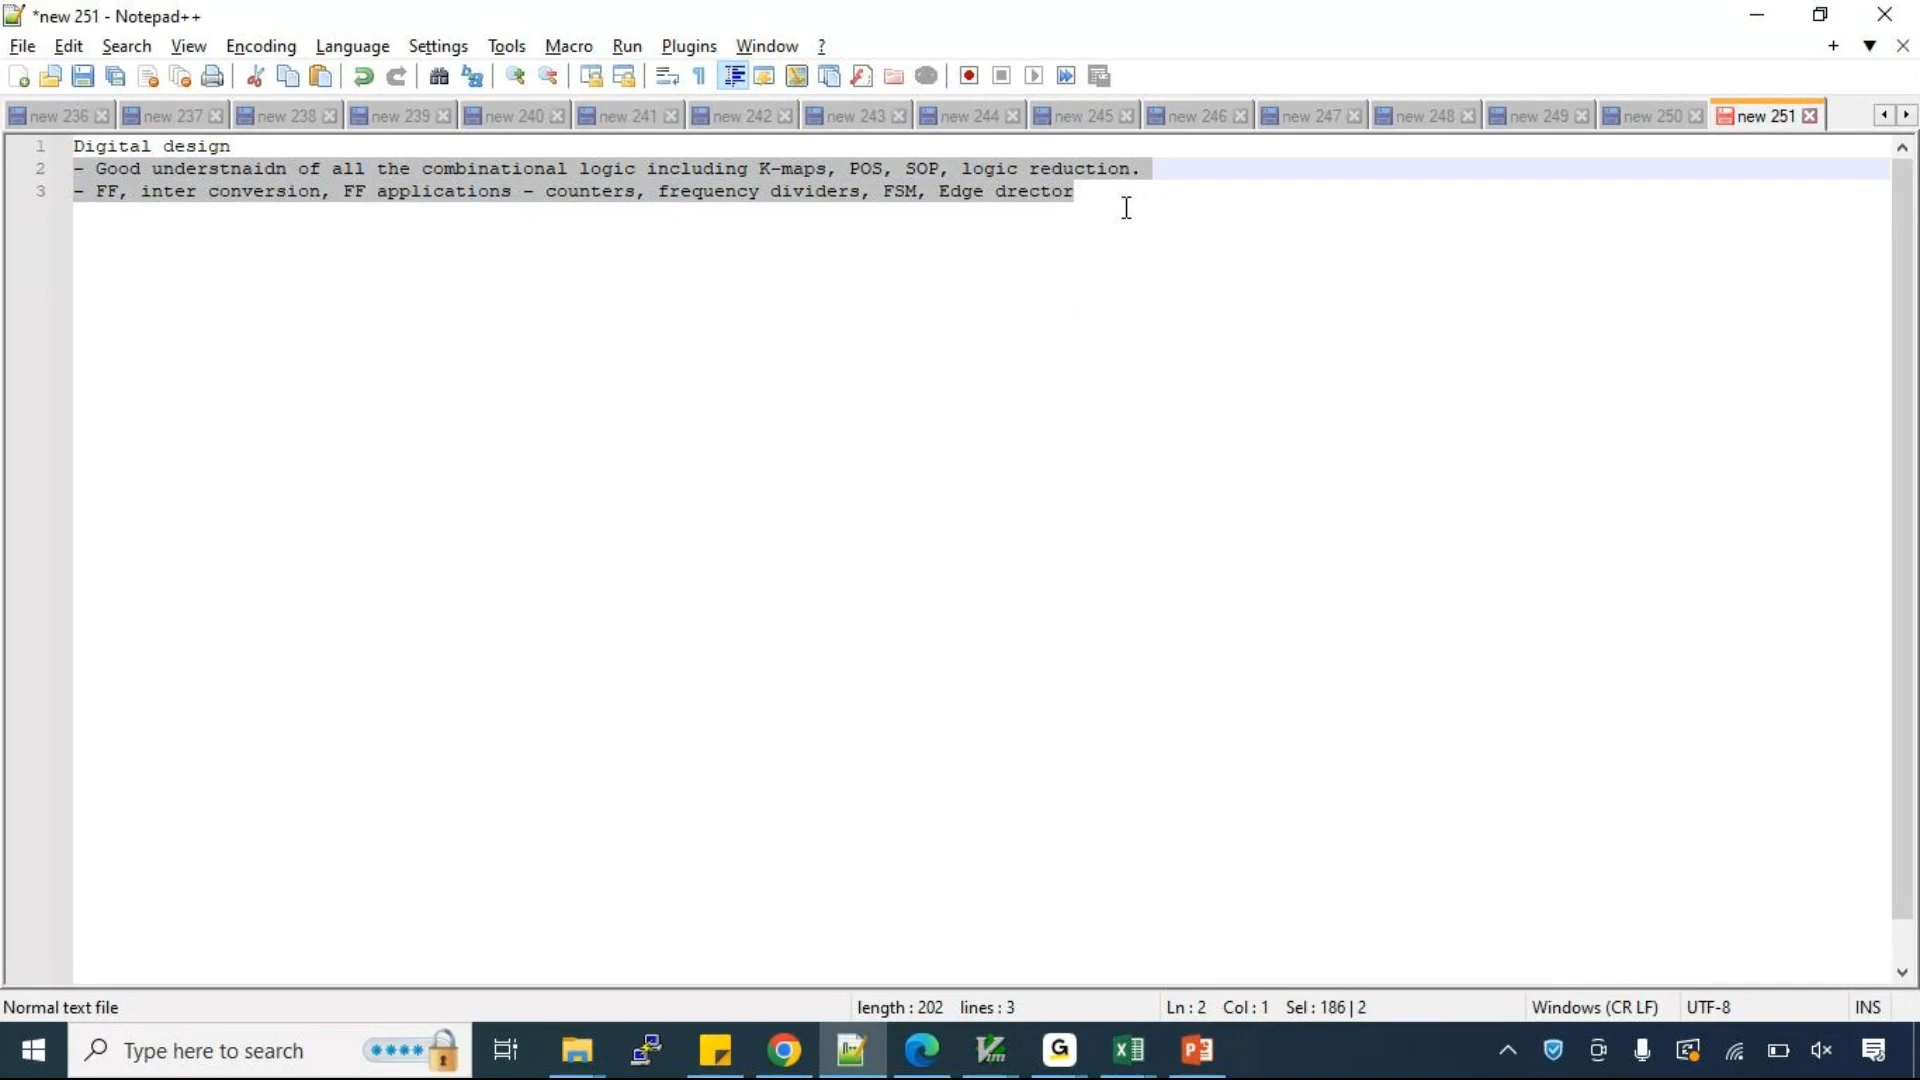 *new 251 - Notepad++
File Edit Search View Encoding Language Settings Tools Macro Run Plugins Window ?
new 236 new 237 new 238 new 239 new 240 new 241 new 242 new 243 new 244 new 245 new 246 new 247 new 248 new 249 new 250 new 251
1 Digital design
2 - Good understnaidn of all the combinational logic including K-maps, POS, SOP, logic reduction.
3 - FF, inter conversion, FF applications - counters, frequency dividers, FSM, Edge drector
Normal text file length : 202 lines : 3 Ln : 2 Col : 1 Sel : 186 | 2 Windows (CR LF) UTF-8 INS
Type here to search